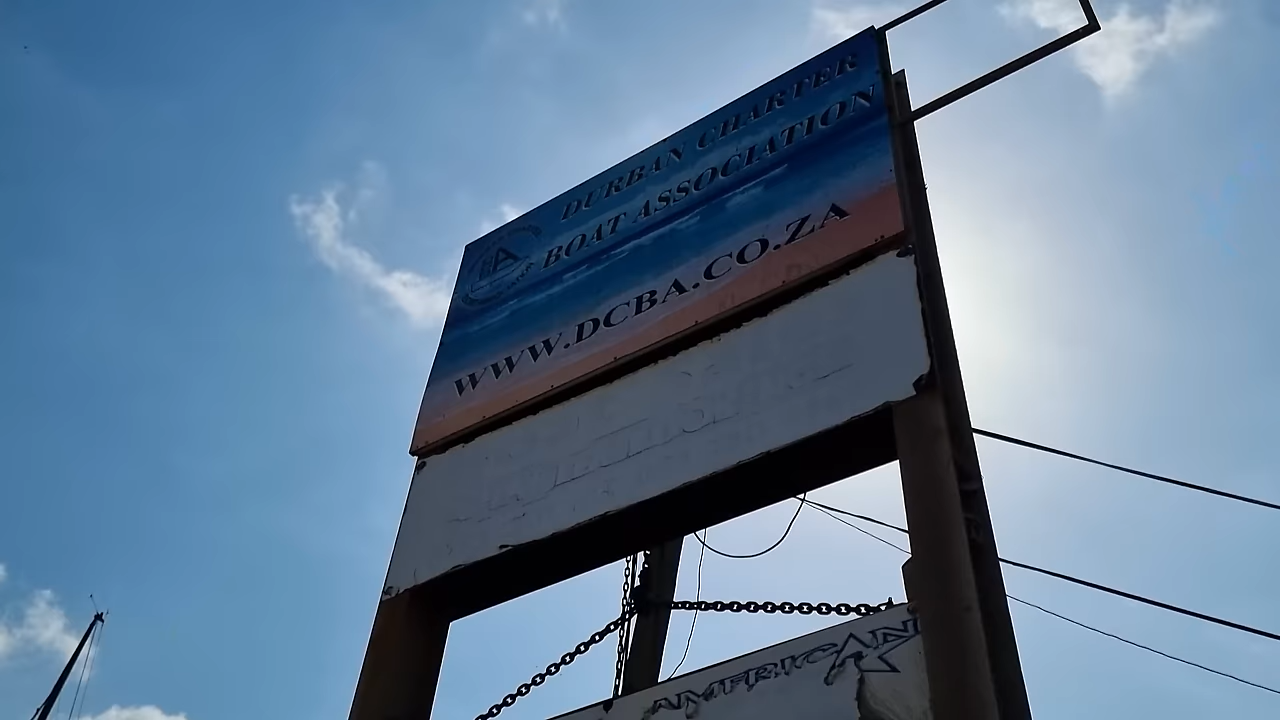 DURBAN CHARTER
BOAT ASSOCIATION
WWW.DCBA.CO.ZA
AMERICAN